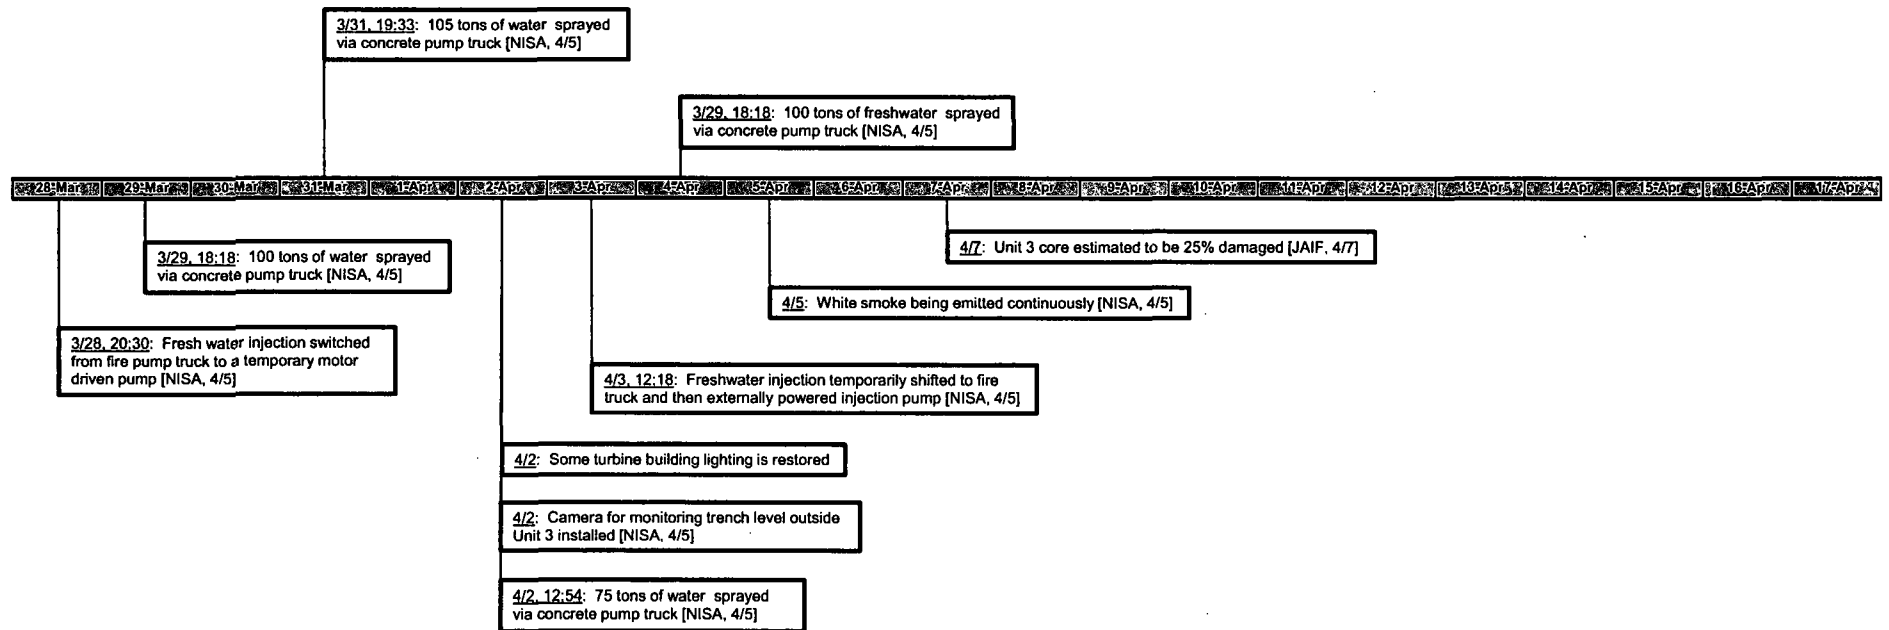 3/31, 19:33: 105 tons of water sprayed
via concrete pump truck [NISA, 4/5]
3/29, 18:18: 100 tons of freshwater sprayed
via concrete pump truck [NISA, 4/5]
28-Mar 29-Mar 30-Mar 31-Mar 1-Apr 2-Apr 3-Apr 4-Apr 5-Apr 6-Apr 7-Apr 8-Apr 9-Apr 10-Apr 11-Apr 12-Apr 13-Apr 14-Apr 15-Apr 16-Apr 17-Apr
3/29, 18:18: 100 tons of water sprayed
via concrete pump truck [NISA, 4/5]
4/7: Unit 3 core estimated to be 25% damaged [JAIF, 4/7]
4/5: White smoke being emitted continuously [NISA, 4/5]
3/28, 20:30: Fresh water injection switched
from fire pump truck to a temporary motor
driven pump [NISA, 4/5]
4/3, 12:18: Freshwater injection temporarily shifted to fire
truck and then externally powered injection pump [NISA, 4/5]
4/2: Some turbine building lighting is restored
4/2: Camera for monitoring trench level outside
Unit 3 installed [NISA, 4/5]
4/2, 12:54: 75 tons of water sprayed
via concrete pump truck [NISA, 4/5]